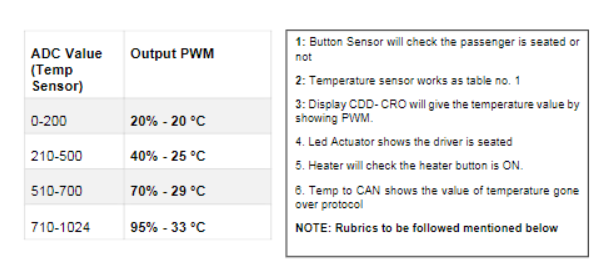 ADC Value
(Temp
Sensor)
Output PWM
0-200
20% - 20 ºC
210-500
40% - 25 ºC
510-700
70% - 29 ºC
710-1024
95% - 33 ºC
1: Button Sensor will check the passenger is seated or
not
2: Temperature sensor works as table no. 1
3: Display CDD- CRO will give the temperature value by
showing PWM.
4. Led Actuator shows the driver is seated
5. Heater will check the heater button is ON.
6. Temp to CAN shows the value of temperature gone
over protocol
NOTE: Rubrics to be followed mentioned below